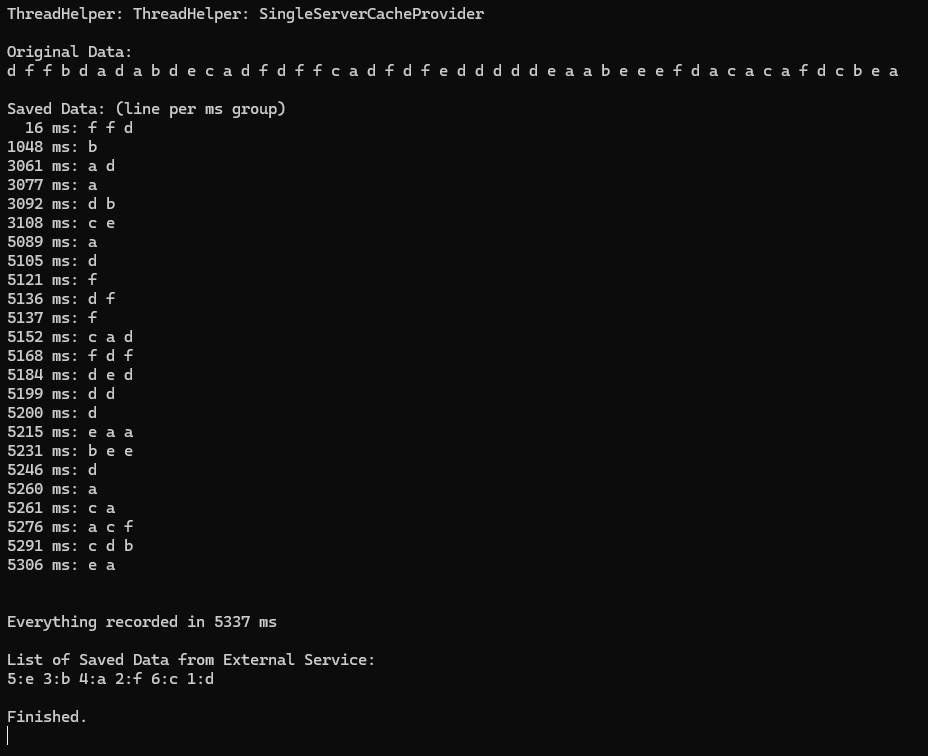 ThreadHelper: ThreadHelper: SingleServerCacheProvider
Original Data:
d f f b d a d a b d e c a d f d f f c a d f d f e d d d d d e a a b e e e f d a c a c a f d c b e a
Saved Data: (line per ms group)
16 ms: f f d
1048 ms: b
3061 ms: a d
3077 ms: a
3092 ms: d b
3108 ms: c e
5089 ms: a
5105 ms: d
5121 ms: f
5136 ms: d f
5137 ms: f
5152 ms: c a d
5168 ms: f d f
5184 ms: d e d
5199 ms: d d
5200 ms: d
5215 ms: e a a
5231 ms: b e e
5246 ms: d
5260 ms: a
5261 ms: c a
5276 ms: a c f
5291 ms: c d b
5306 ms: e a
Everything recorded in 5337 ms
List of Saved Data from External Service:
5:e 3:b 4:a 2:f 6:c 1:d
Finished.